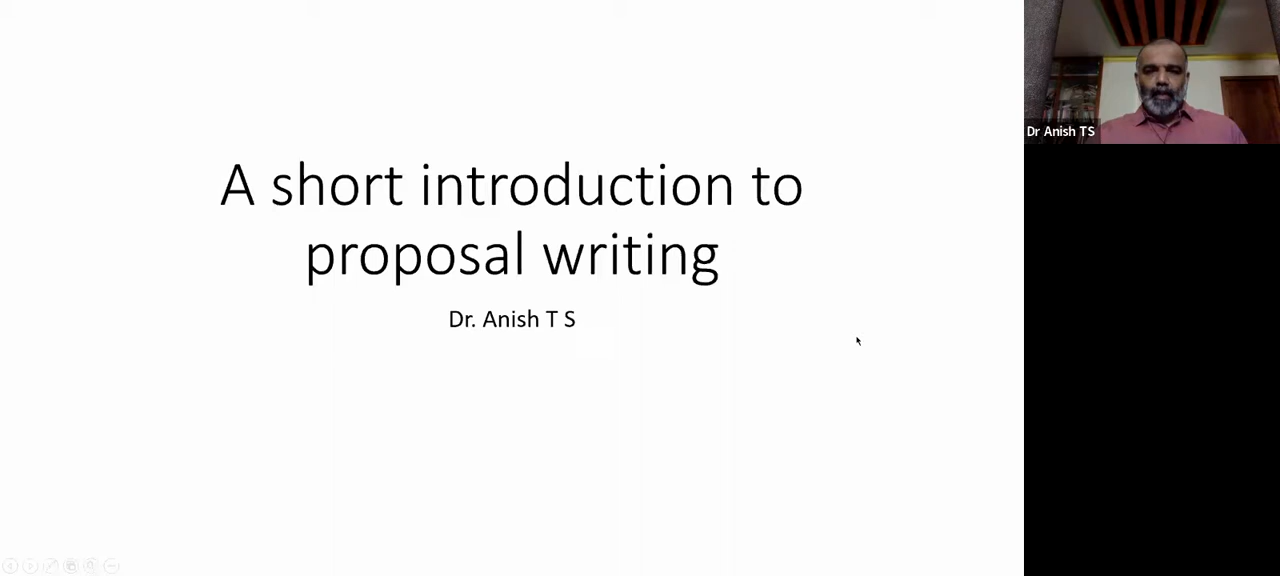 A short introduction to
proposal writing
Dr. Anish T S
Dr Anish TS